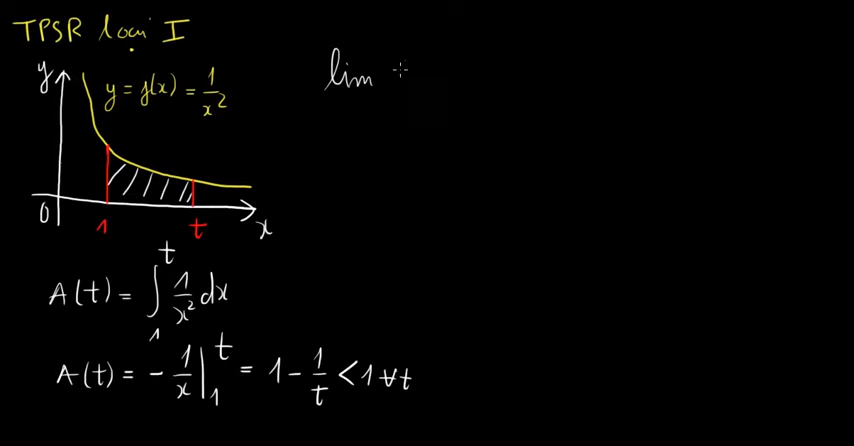 TPSR loại I
y
y = f(x) = 1/x²
lim
0
1
t
x
A(t) = ∫₁ᵗ 1/x² dx
A(t) = - 1/x |₁ᵗ = 1 - 1/t < 1 ∀t